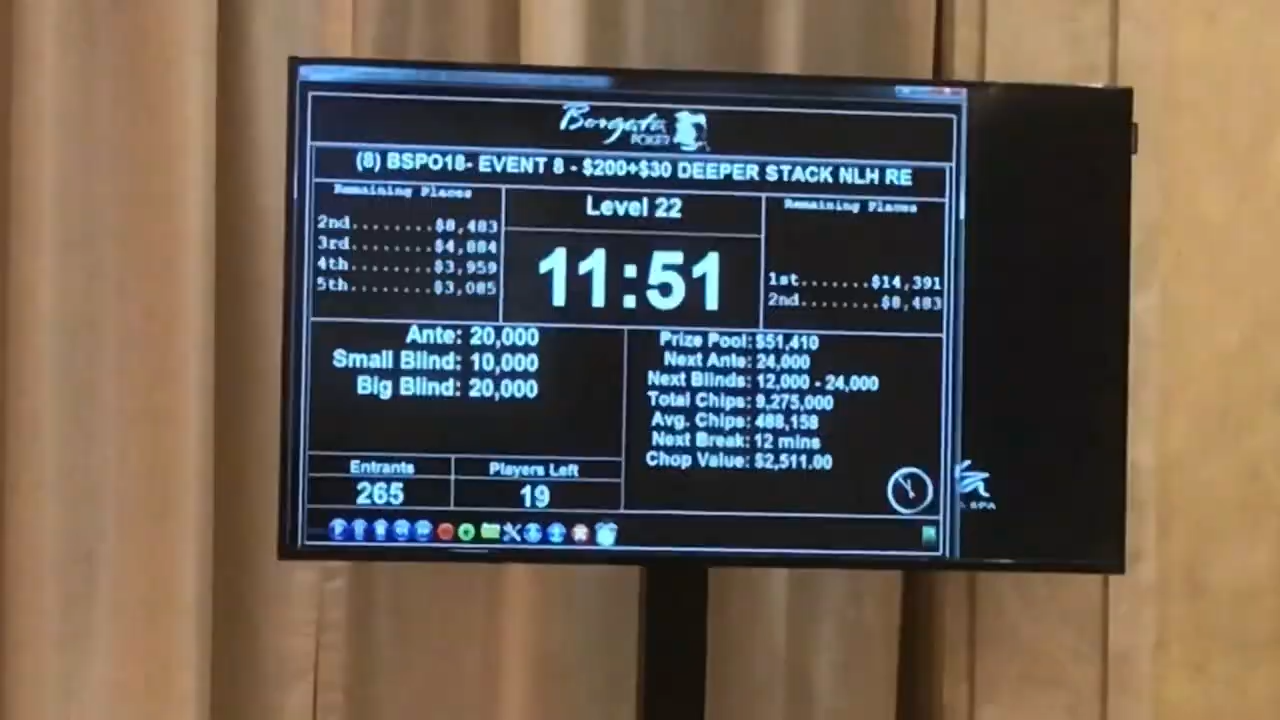 Borgata
POKER
(8) BSPO18- EVENT 8 - $200+$30 DEEPER STACK NLH RE
Remaining Places
2nd........$8,483
3rd........$4,884
4th........$3,959
5th........$3,085
Level 22
11:51
Remaining Places
1st.......$14,391
2nd........$8,483
Ante: 20,000
Small Blind: 10,000
Big Blind: 20,000
Prize Pool: $51,410
Next Ante: 24,000
Next Blinds: 12,000 - 24,000
Total Chips: 9,275,000
Avg. Chips: 488,158
Next Break: 12 mins
Chop Value: $2,511.00
Entrants
265
Players Left
19
SPA